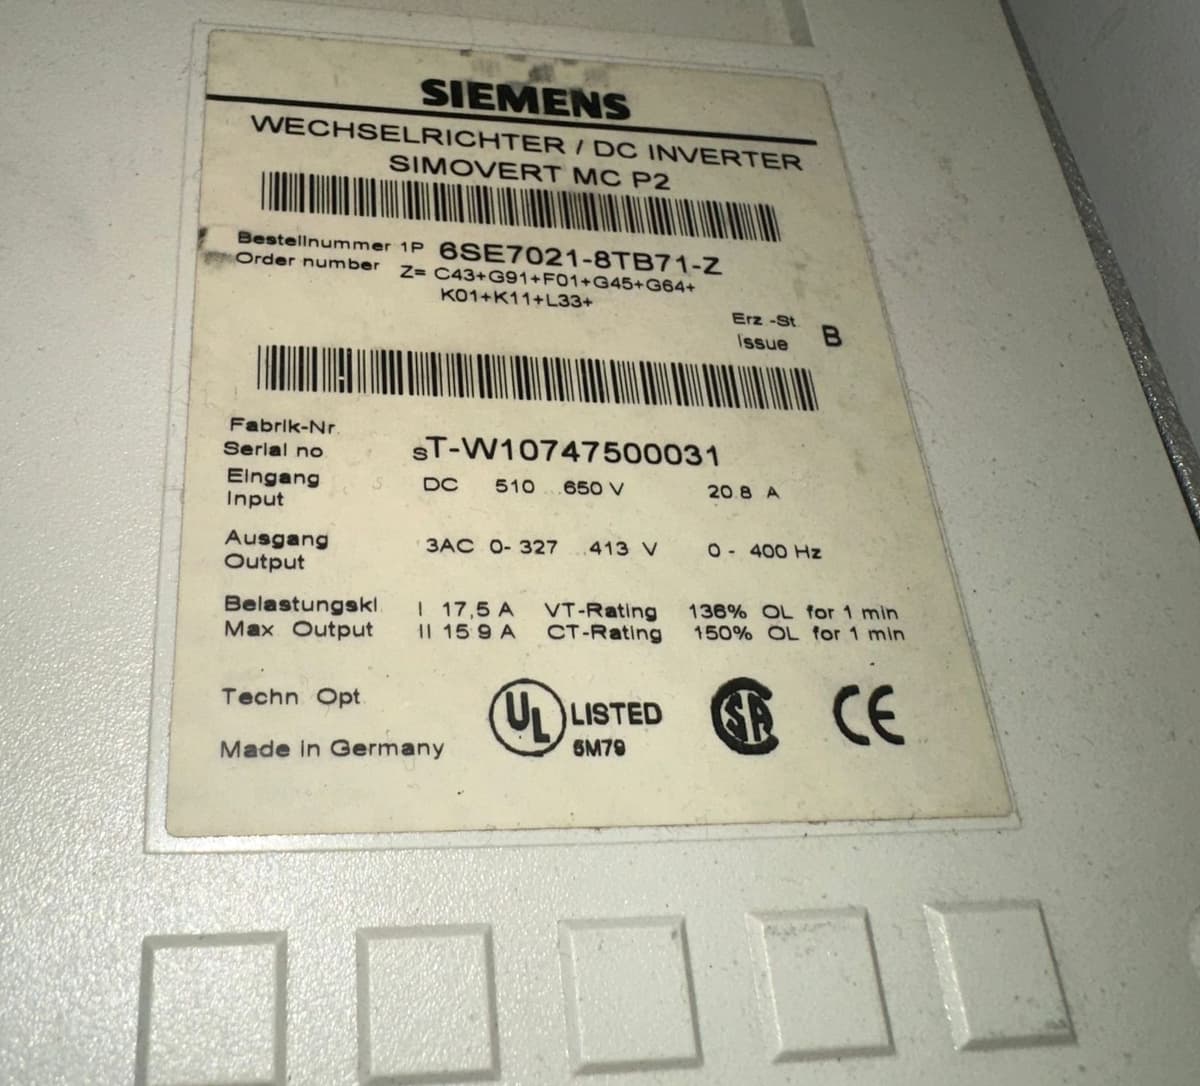 SIEMENS
WECHSELRICHTER / DC INVERTER
SIMOVERT MC P2
Bestellnummer 1P 6SE7021-8TB71-Z
Order number Z= C43+G91+F01+G45+G64+
K01+K11+L33+
Erz -St
Issue B
Fabrik-Nr.
Serial no sT-W10747500031
Eingang DC 510 ...650 V 20.8 A
Input
Ausgang 3AC 0- 327 ...413 V 0 - 400 Hz
Output
Belastungskl. I 17,5 A VT-Rating 136% OL for 1 min
Max Output II 15.9 A CT-Rating 150% OL for 1 min
Techn Opt.
UL LISTED
5M79
SA CE
Made in Germany